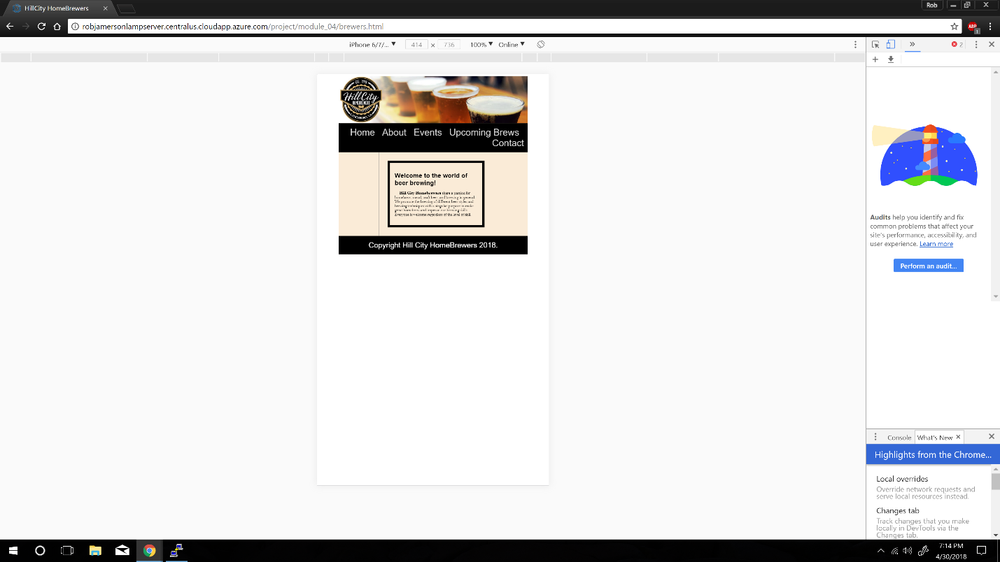 HillCity HomeBrewers
Rob
robjamersonlampserver.centralus.cloudapp.azure.com/project/module_04/brewers.html
ABP
1
iPhone 6/7/... 414 x 736 100% Online
2
EST. 1998
HillCity
Home About Events Upcoming Brews
Contact
Welcome to the world of
beer brewing!
Hill City Homebrewers share a passion for
homebrew, mead, craft beer, and brewing in general.
We promote the brewing of different beer styles and
brewing techniques with a singular purpose to make
great homebrew and improve our brewing skills.
Everyone is welcome regardless of the level of skill.
Copyright Hill City HomeBrewers 2018.
Audits help you identify and fix
common problems that affect your
site's performance, accessibility, and
user experience. Learn more
Perform an audit...
Console What's New
Highlights from the Chrome...
Local overrides
Override network requests and
serve local resources instead.
Changes tab
Track changes that you make
locally in DevTools via the
Changes tab.
7:14 PM
4/30/2018